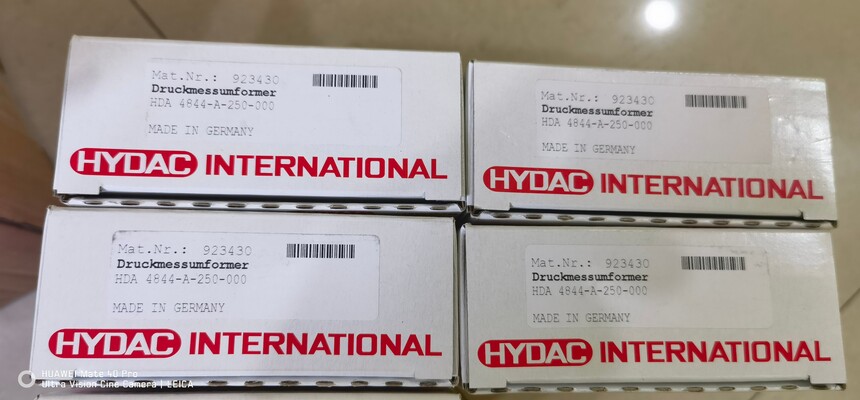 Mat.Nr.: 923430
Druckmessumformer
HDA 4844-A-250-000
MADE IN GERMANY
HYDAC INTERNATIONAL
Mat.Nr.: 923430
Druckmessumformer
HDA 4844-A-250-000
MADE IN GERMANY
HYDAC INTERNATIONAL
Mat.Nr.: 923430
Druckmessumformer
HDA 4844-A-250-000
MADE IN GERMANY
HYDAC INTERNATIONAL
Mat.Nr.: 923430
Druckmessumformer
HDA 4844-A-250-000
MADE IN GERMANY
HYDAC INTERNATIONAL
HUAWEI Mate 40 Pro
Ultra Vision Cine Camera | LEICA